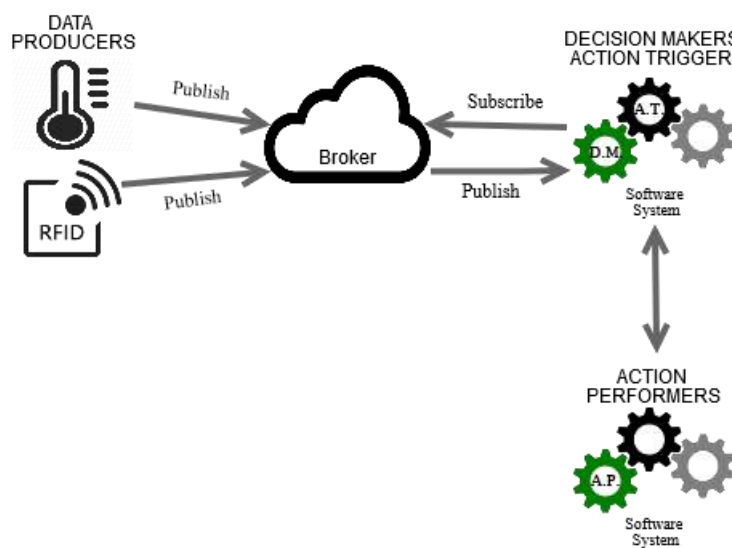 DATA
PRODUCERS
Publish
Publish
RFID
Broker
Subscribe
Publish
DECISION MAKERS
ACTION TRIGGER
A.T.
D.M.
Software
System
ACTION
PERFORMERS
A.P.
Software
System